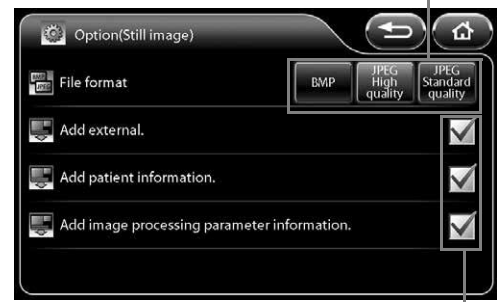 Option(Still image)
File format
BMP
JPEG
High
quality
JPEG
Standard
quality
Add external.
Add patient information.
Add image processing parameter information.